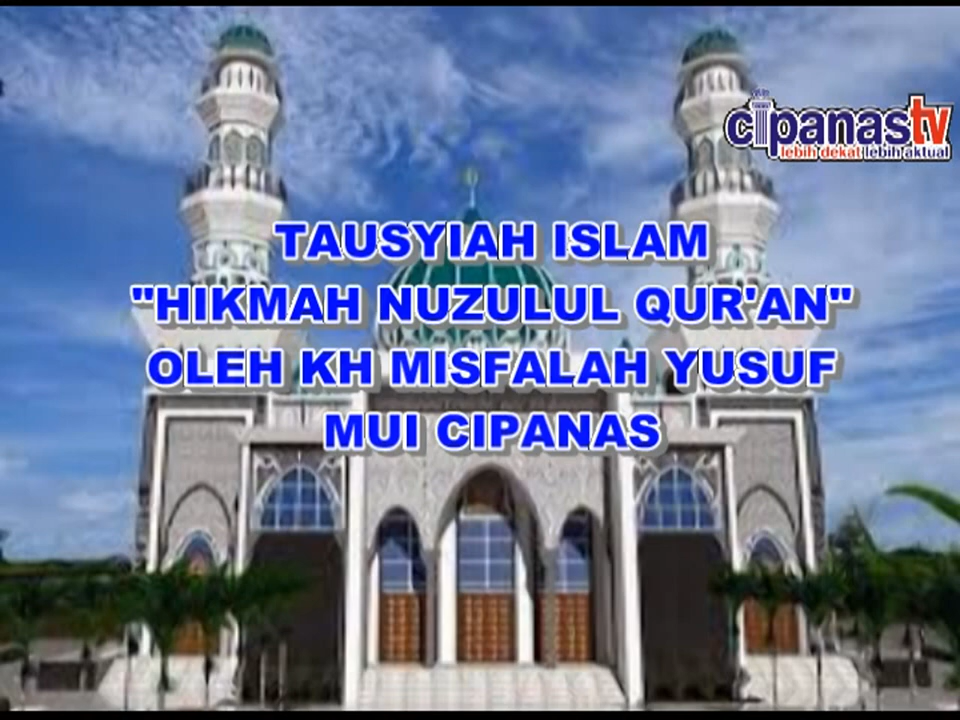 cipanastv
lebih dekat lebih aktual
TAUSYIAH ISLAM
"HIKMAH NUZULUL QUR'AN"
OLEH KH MISFALAH YUSUF
MUI CIPANAS